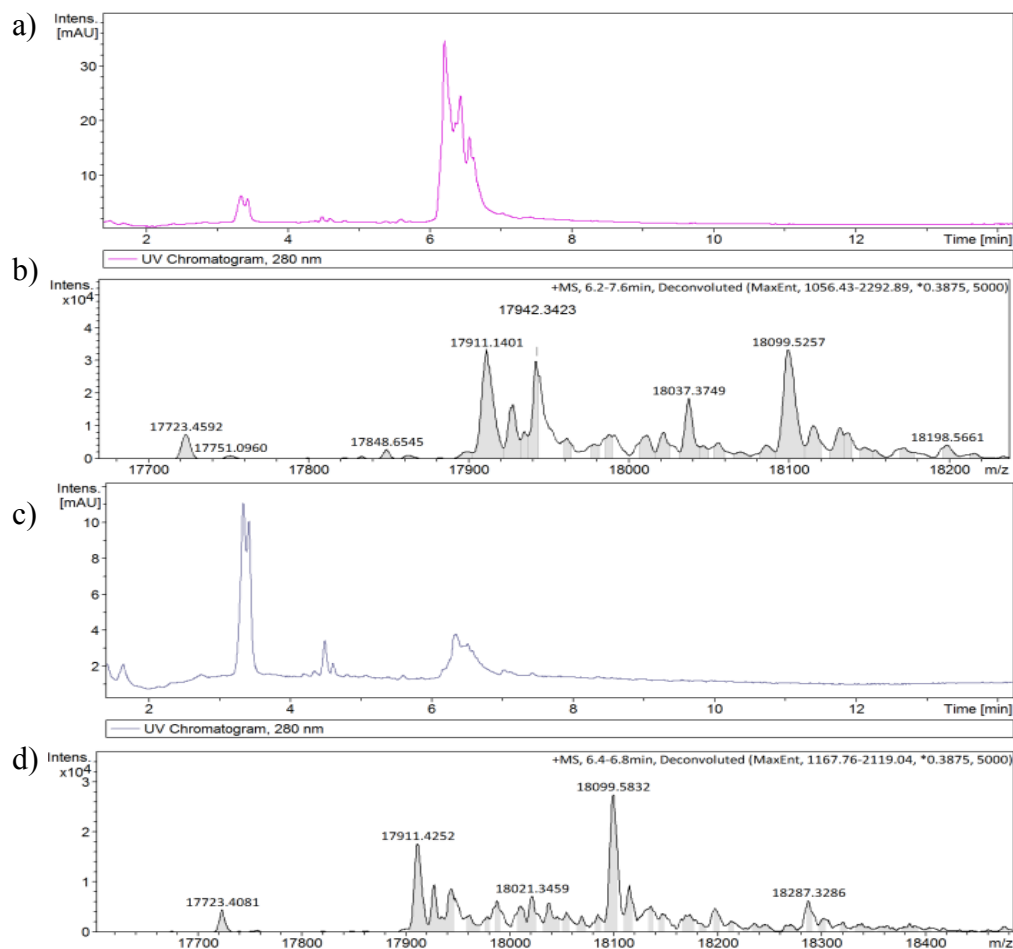 a)
Intens.
[mAU]
30
20
10
2 4 6 8 10 12 Time [min]
UV Chromatogram, 280 nm
b)
Intens.
x10⁴
+MS, 6.2-7.6min, Deconvoluted (MaxEnt, 1056.43-2292.89, *0.3875, 5000)
17942.3423
17911.1401
18099.5257
18037.3749
17723.4592
17751.0960
17848.6545
18198.5661
4
3
2
1
0
17700 17800 17900 18000 18100 18200 m/z
c)
Intens.
[mAU]
10
8
6
4
2
2 4 6 8 10 12 Time [min]
UV Chromatogram, 280 nm
d)
Intens.
x10⁴
+MS, 6.4-6.8min, Deconvoluted (MaxEnt, 1167.76-2119.04, *0.3875, 5000)
18099.5832
17911.4252
18021.3459
17723.4081
18287.3286
3
2
1
0
17700 17800 17900 18000 18100 18200 18300 18400 m/z